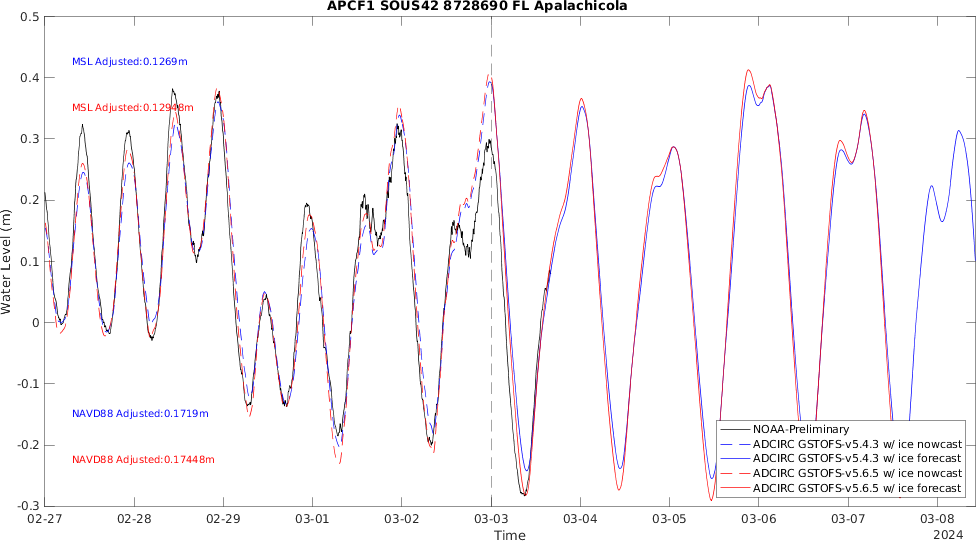 APCF1 SOUS42 8728690 FL Apalachicola
0.5
0.4
0.3
0.2
0.1
0
-0.1
-0.2
-0.3
Water Level (m)
MSL Adjusted:0.1269m
MSL Adjusted:0.12948m
NAVD88 Adjusted:0.1719m
NAVD88 Adjusted:0.17448m
NOAA-Preliminary
ADCIRC GSTOFS-v5.4.3 w/ ice nowcast
ADCIRC GSTOFS-v5.4.3 w/ ice forecast
ADCIRC GSTOFS-v5.6.5 w/ ice nowcast
ADCIRC GSTOFS-v5.6.5 w/ ice forecast
02-27 02-28 02-29 03-01 03-02 03-03 03-04 03-05 03-06 03-07 03-08
Time
2024